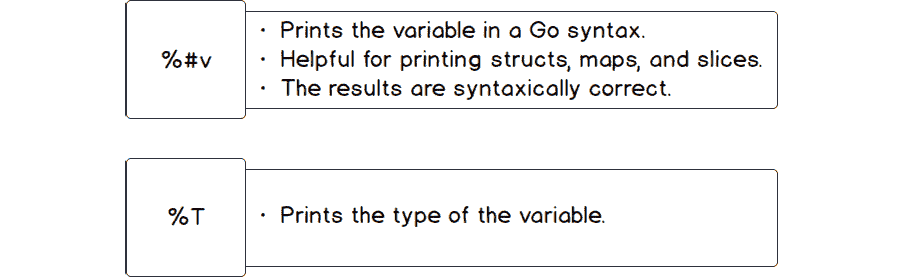 %#v
· Prints the variable in a Go syntax.
· Helpful for printing structs, maps, and slices.
· The results are syntaxically correct.
%T
· Prints the type of the variable.